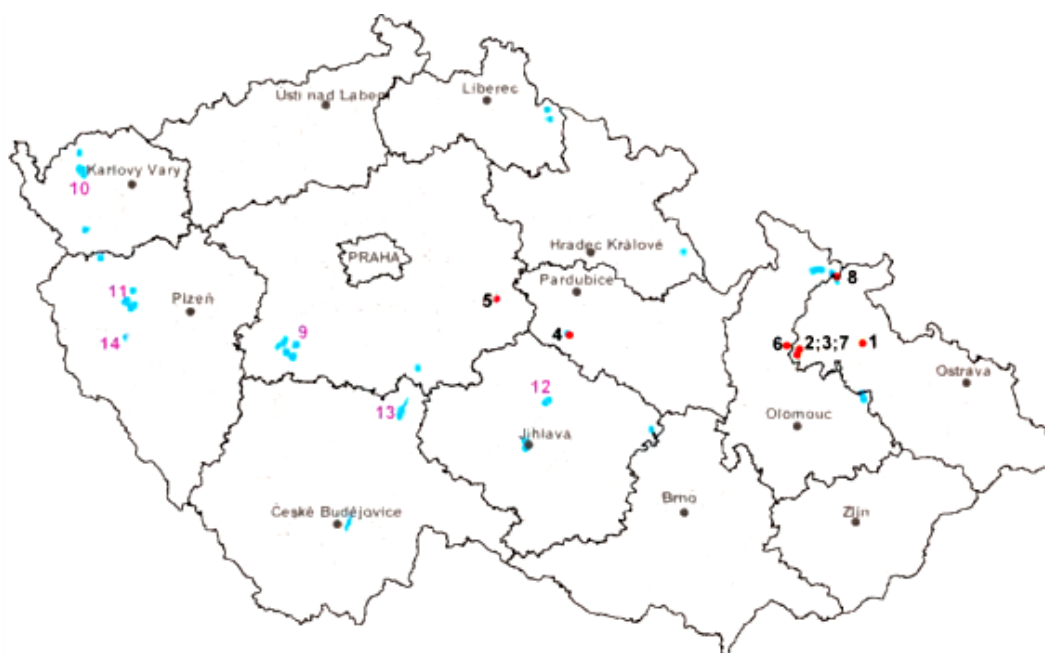 Ústí nad Labem
Liberec
Karlovy Vary
10
Hradec Králové
PRAHA
Pardubice
8
11
Plzeň
5
14
9
4
6
2;3;7
1
Ostrava
12
13
Jihlava
Olomouc
České Budějovice
Brno
Zlín